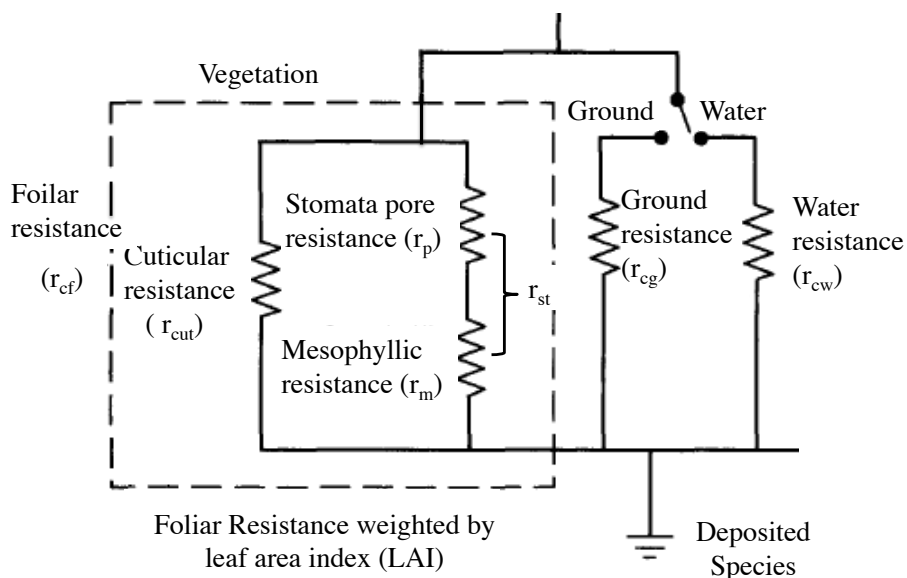 Vegetation
Ground
Water
Foilar
resistance
(r_cf)
Cuticular
resistance
( r_cut)
Stomata pore
resistance (r_p)
r_st
Mesophyllic
resistance (r_m)
Ground
resistance
(r_cg)
Water
resistance
(r_cw)
Foliar Resistance weighted by
leaf area index (LAI)
Deposited
Species